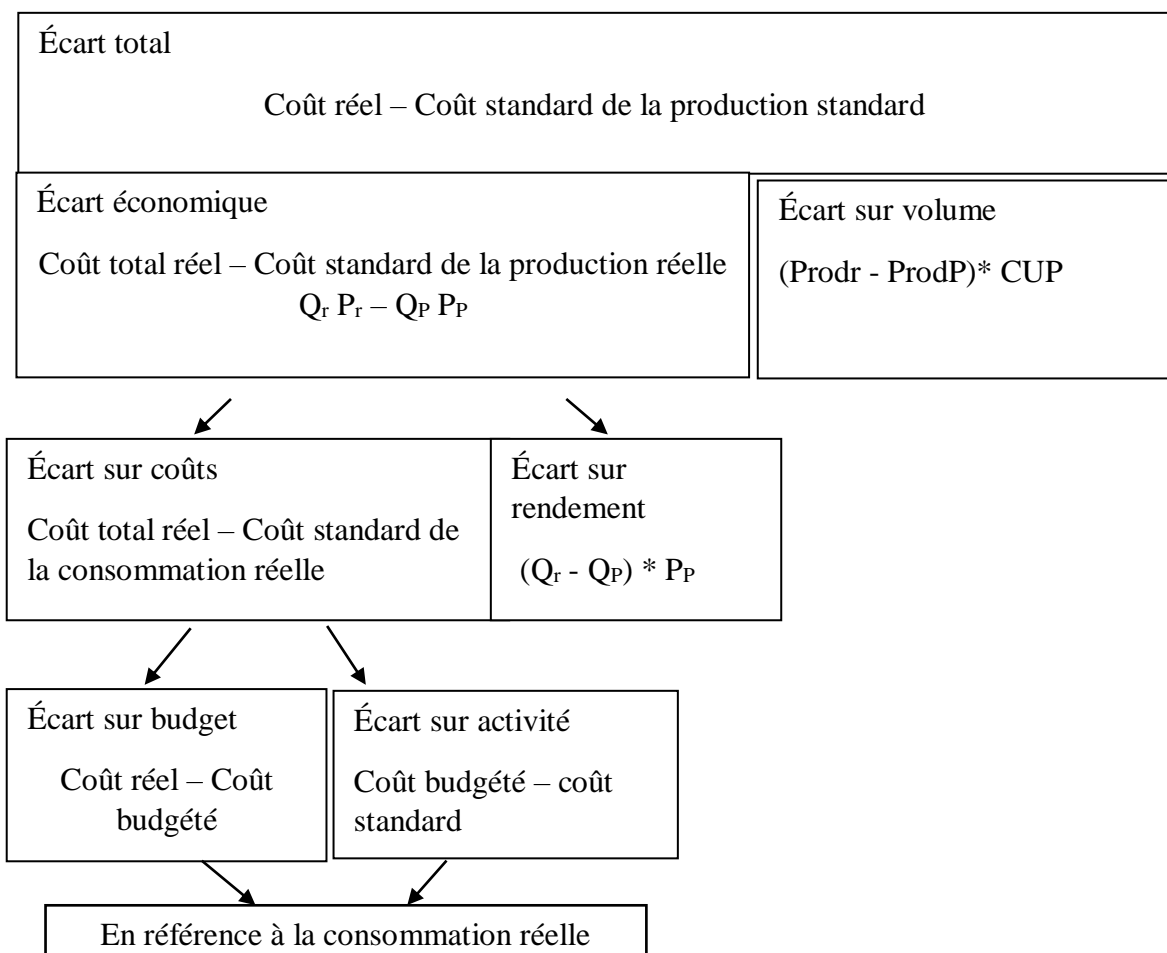 Écart total
Coût réel – Coût standard de la production standard
Écart économique
Coût total réel – Coût standard de la production réelle
Qr Pr – QP PP
Écart sur volume
(Prodr - ProdP)* CUP
Écart sur coûts
Coût total réel – Coût standard de
la consommation réelle
Écart sur
rendement
(Qr - QP) * PP
Écart sur budget
Coût réel – Coût
budgété
Écart sur activité
Coût budgété – coût
standard
En référence à la consommation réelle